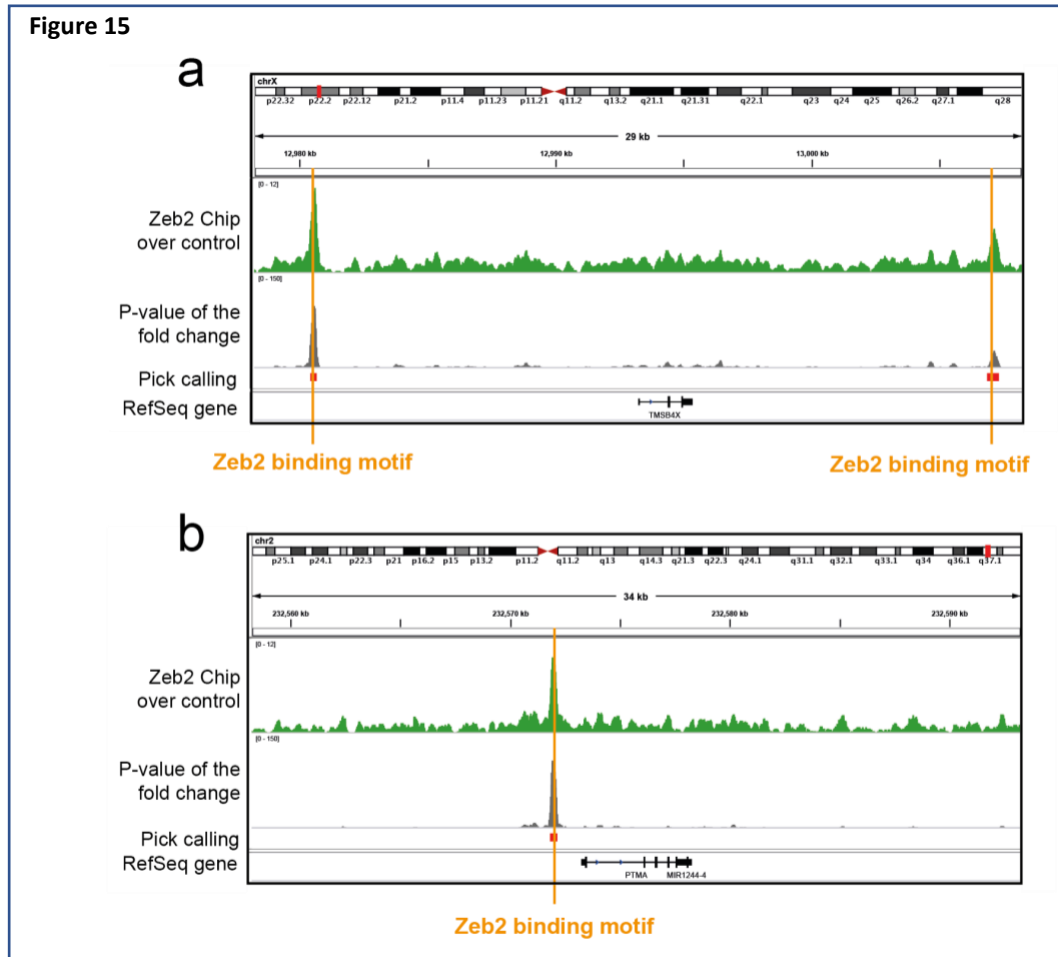 Figure 15
a
chrX
p22.32 p22.2 p22.12 p21.2 p11.4 p11.23 p11.21 q11.2 q13.2 q21.1 q21.31 q22.1 q23 q24 q25 q26.2 q27.1 q28
29 kb
12,980 kb 12,990 kb 13,000 kb
[0 - 12]
Zeb2 Chip
over control
[0 - 150]
P-value of the
fold change
Pick calling
RefSeq gene
TMSB4X
Zeb2 binding motif Zeb2 binding motif
b
chr2
p25.1 p24.1 p22.3 p21 p16.2 p15 p13.2 p11.2 q11.2 q13 q14.3 q21.3 q22.3 q24.1 q31.1 q32.1 q33.1 q34 q36.1 q37.1
34 kb
232,560 kb 232,570 kb 232,580 kb 232,590 kb
[0 - 12]
Zeb2 Chip
over control
[0 - 150]
P-value of the
fold change
Pick calling
RefSeq gene
PTMA MIR1244-4
Zeb2 binding motif